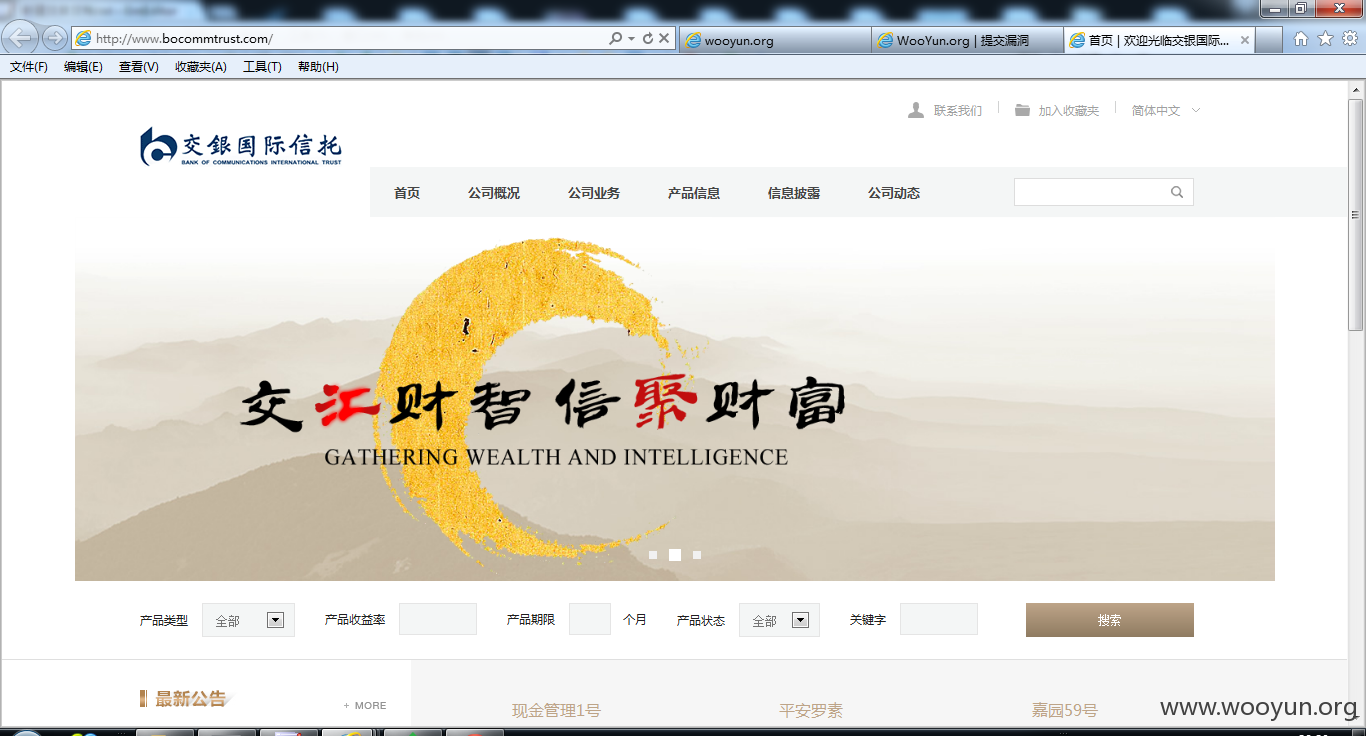 http://www.bocommtrust.com/
wooyun.org
WooYun.org | 提交漏洞
首页 | 欢迎光临交银国际...
文件(F) 编辑(E) 查看(V) 收藏夹(A) 工具(T) 帮助(H)
联系我们 加入收藏夹 简体中文
交銀国际信托
BANK OF COMMUNICATIONS INTERNATIONAL TRUST
首页 公司概况 公司业务 产品信息 信息披露 公司动态
交汇财智信聚财富
GATHERING WEALTH AND INTELLIGENCE
产品类型 全部 产品收益率 产品期限 个月 产品状态 全部 关键字 搜索
最新公告 + MORE
现金管理1号 平安罗素 嘉园59号
www.wooyun.org